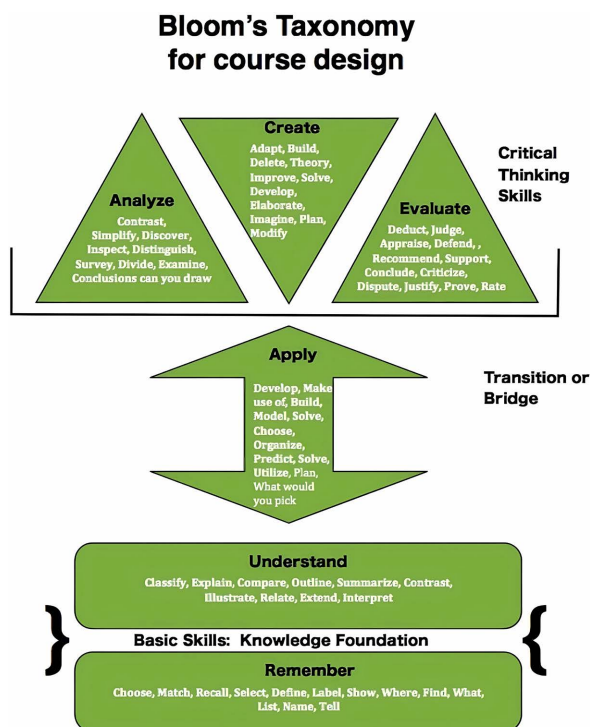 Bloom's Taxonomy
for course design
Create
Adapt, Build,
Delete, Theory,
Improve, Solve,
Develop,
Elaborate,
Imagine, Plan,
Modify
Critical
Thinking
Skills
Analyze
Contrast,
Simplify, Discover,
Inspect, Distinguish,
Survey, Divide, Examine,
Conclusions can you draw
Evaluate
Deduct, Judge,
Appraise, Defend, ,
Recommend, Support,
Conclude, Criticize,
Dispute, Justify, Prove, Rate
Apply
Develop, Make
use of, Build,
Model, Solve,
Choose,
Organize,
Predict, Solve,
Utilize, Plan,
What would
you pick
Transition or
Bridge
Understand
Classify, Explain, Compare, Outline, Summarize, Contrast,
Illustrate, Relate, Extend, Interpret
Basic Skills: Knowledge Foundation
Remember
Choose, Match, Recall, Select, Define, Label, Show, Where, Find, What,
List, Name, Tell